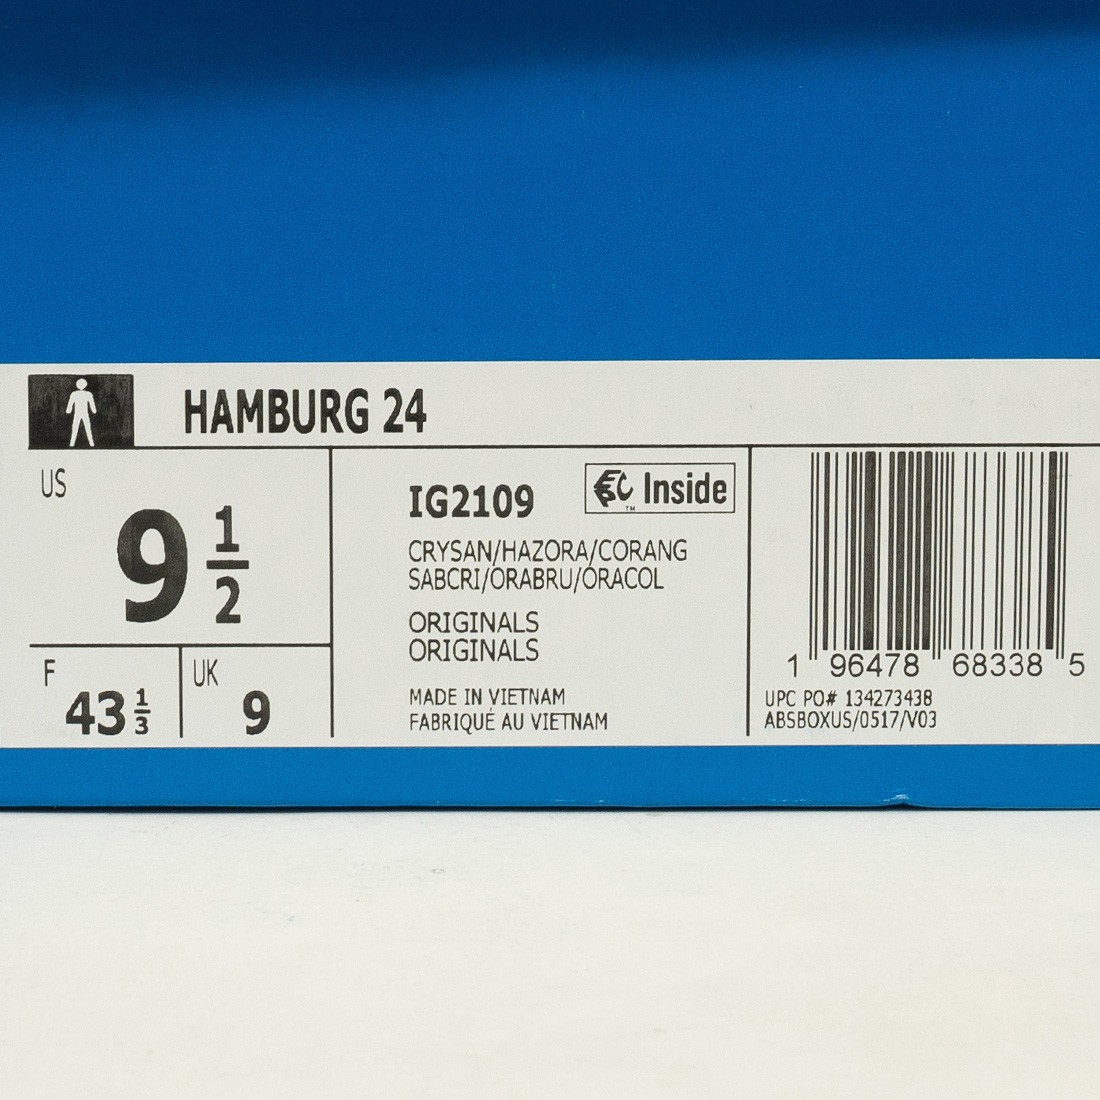 HAMBURG 24
US
9 1/2
F
43 1/3
UK
9
IG2109
Inside
TM
CRYSAN/HAZORA/CORANG
SABCRI/ORABRU/ORACOL
ORIGINALS
ORIGINALS
MADE IN VIETNAM
FABRIQUÉ AU VIETNAM
1 96478 68338 5
UPC PO# 134273438
ABSBOXUS/0517/V03